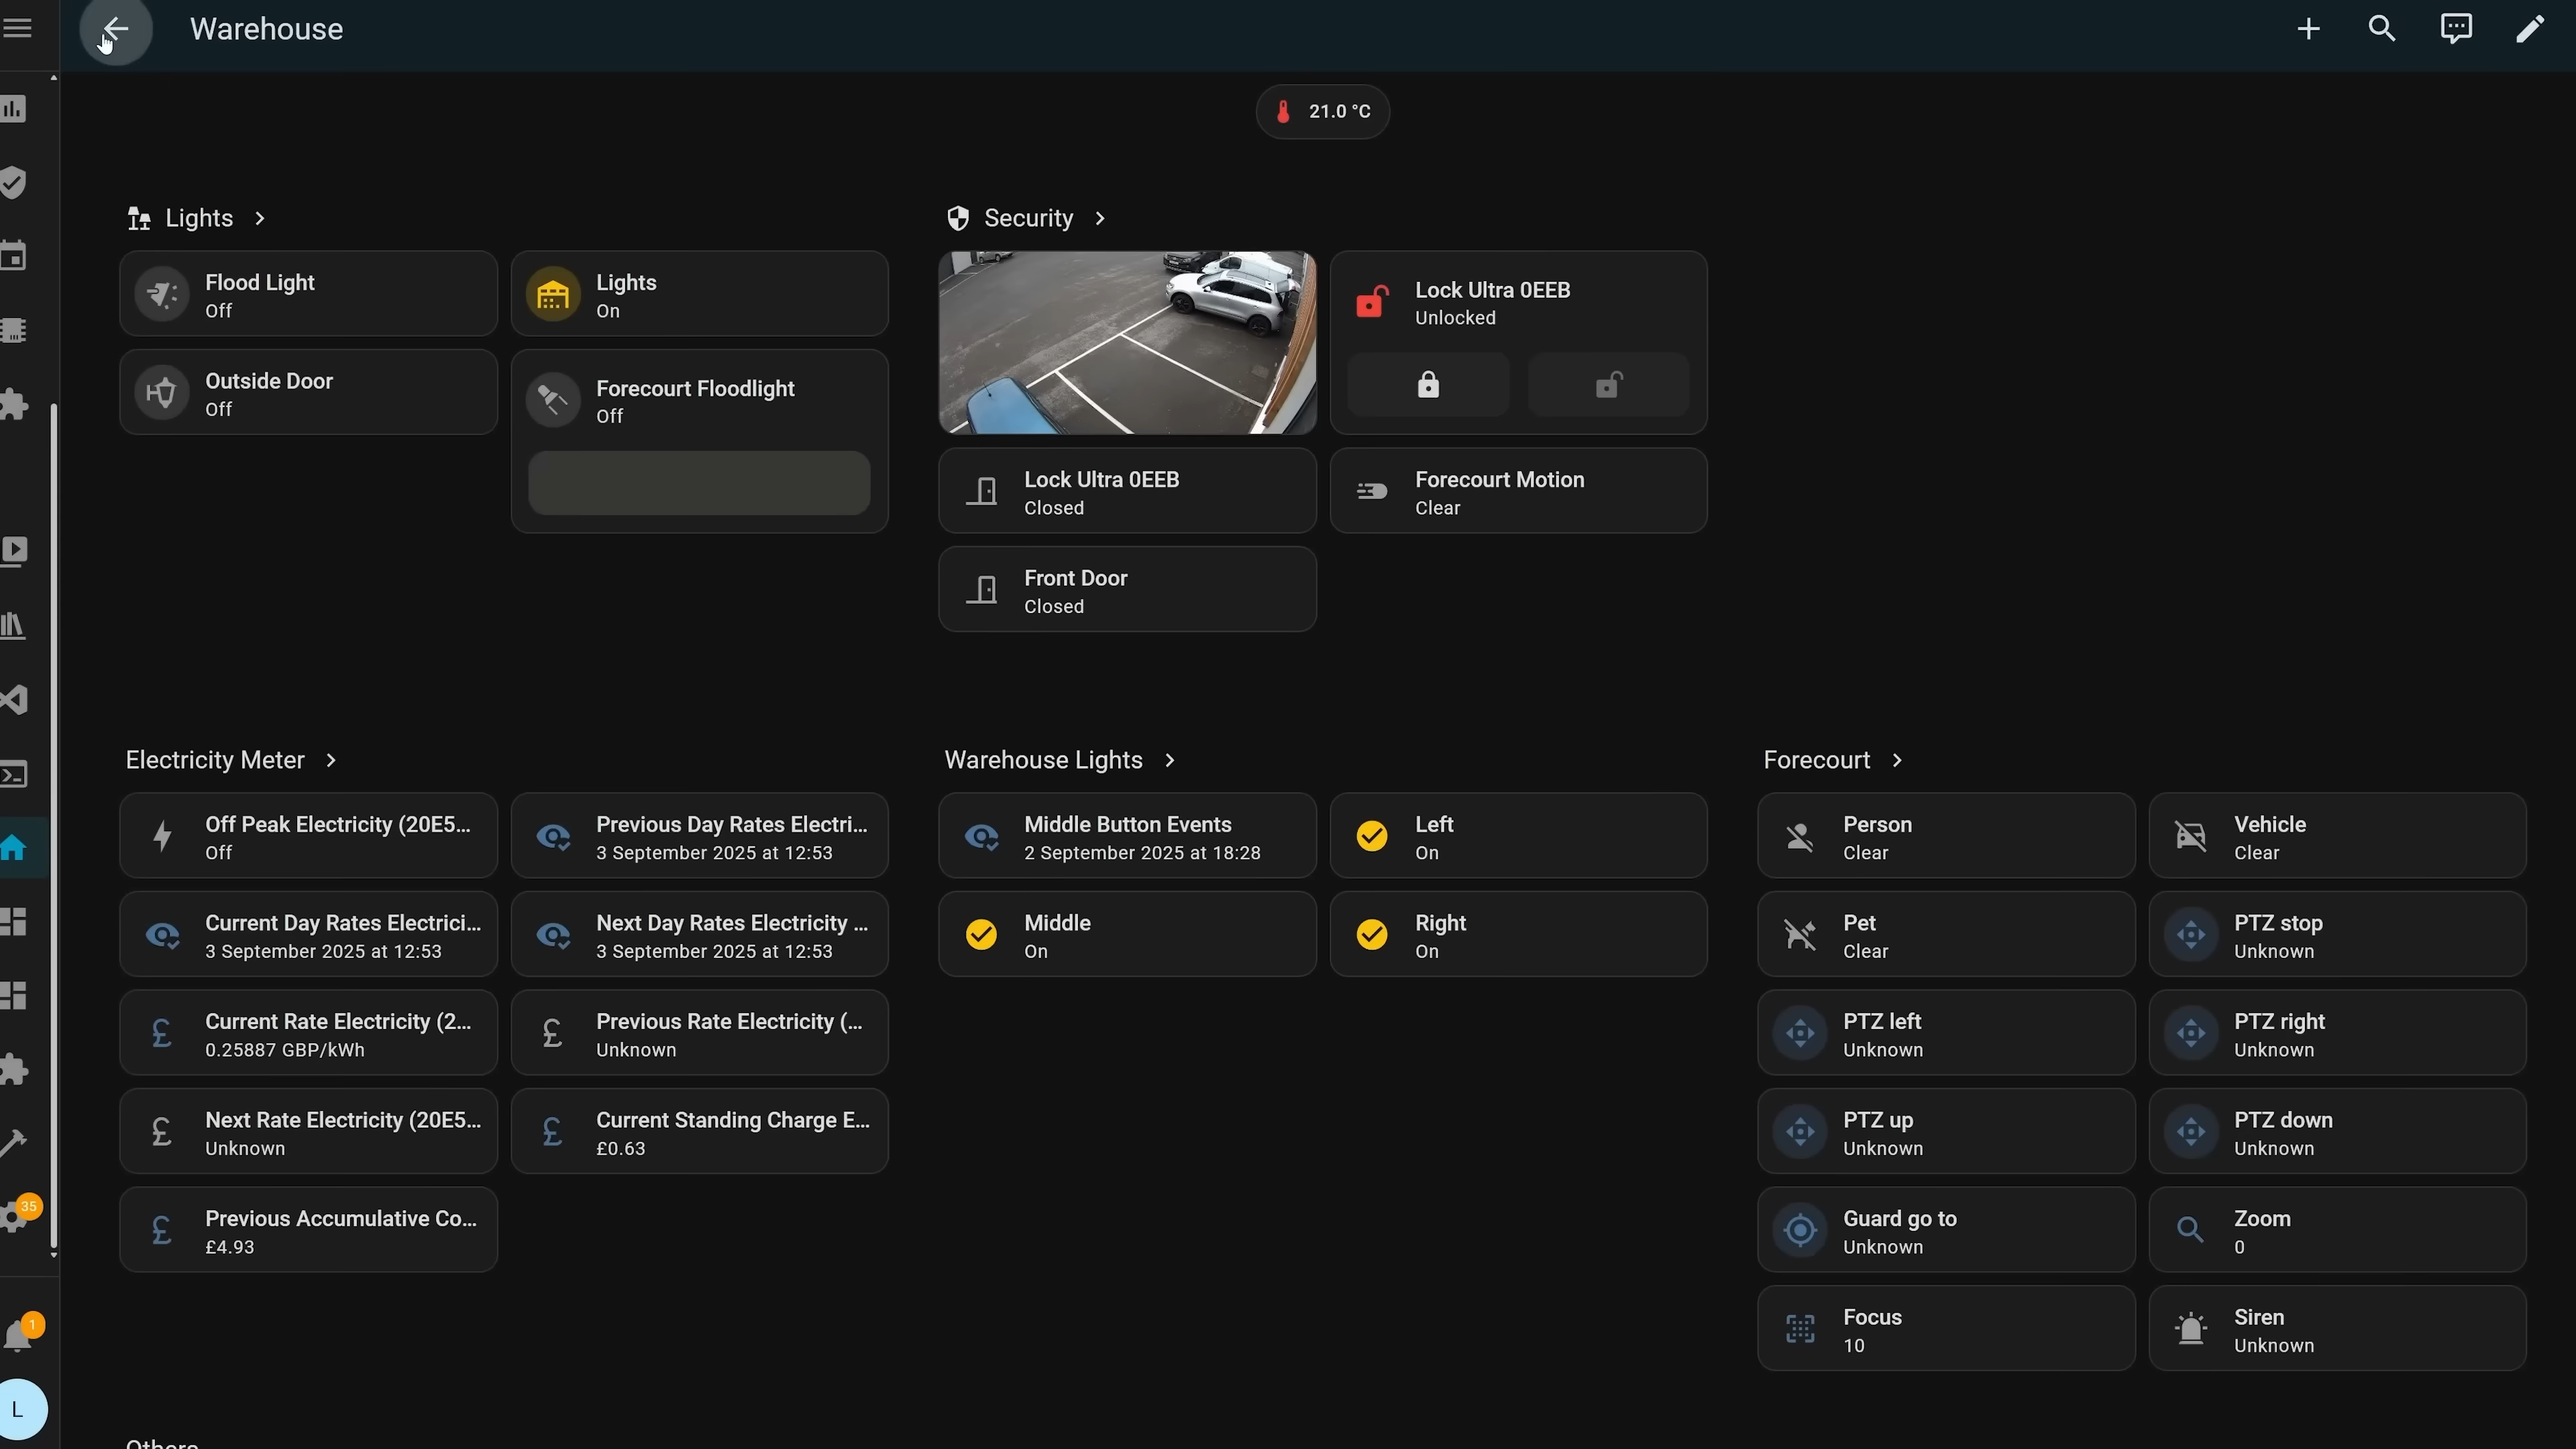 Warehouse
21.0 °C
Lights
Flood Light
Off
Lights
On
Outside Door
Off
Forecourt Floodlight
Off
Security
Lock Ultra 0EEB
Unlocked
Lock Ultra 0EEB
Closed
Forecourt Motion
Clear
Front Door
Closed
Electricity Meter
Off Peak Electricity (20E5...
Off
Previous Day Rates Electri...
3 September 2025 at 12:53
Current Day Rates Electrici...
3 September 2025 at 12:53
Next Day Rates Electricity ...
3 September 2025 at 12:53
Current Rate Electricity (2...
0.25887 GBP/kWh
Previous Rate Electricity (...
Unknown
Next Rate Electricity (20E5...
Unknown
Current Standing Charge E...
£0.63
Previous Accumulative Co...
£4.93
Warehouse Lights
Middle Button Events
2 September 2025 at 18:28
Left
On
Middle
On
Right
On
Forecourt
Person
Clear
Vehicle
Clear
Pet
Clear
PTZ stop
Unknown
PTZ left
Unknown
PTZ right
Unknown
PTZ up
Unknown
PTZ down
Unknown
Guard go to
Unknown
Zoom
0
Focus
10
Siren
Unknown
35
1
L
Others